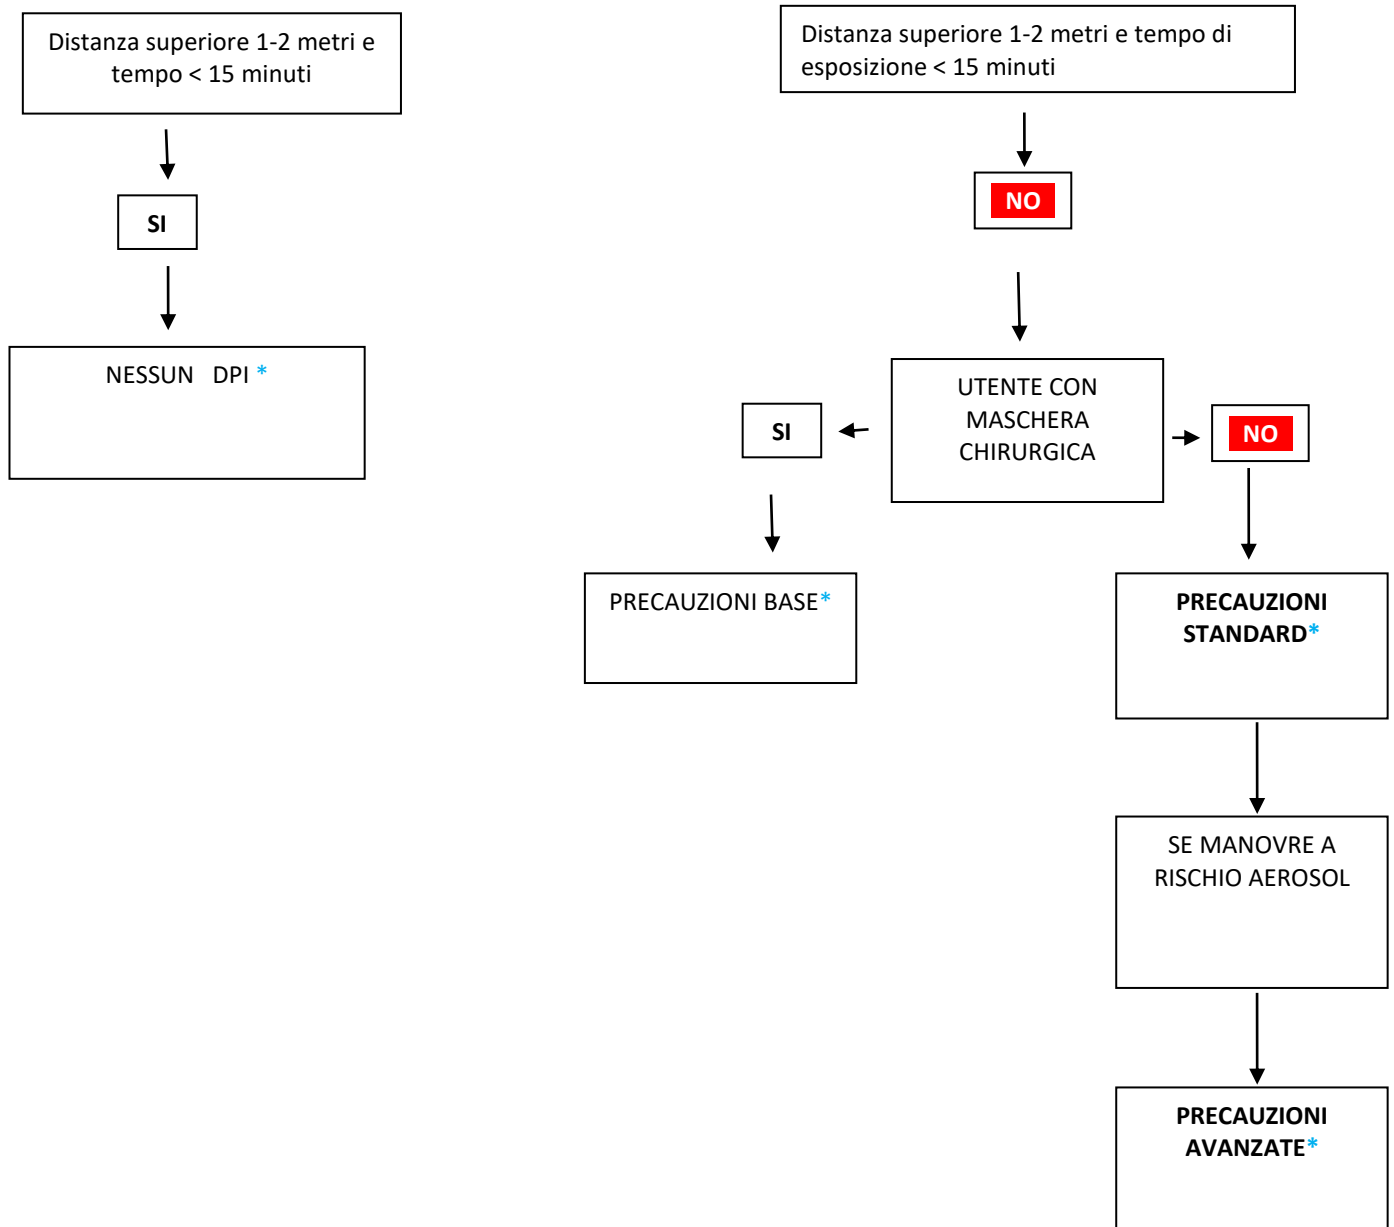 Distanza superiore 1-2 metri e
tempo < 15 minuti
SI
NESSUN DPI *
Distanza superiore 1-2 metri e tempo di
esposizione < 15 minuti
NO
UTENTE CON
MASCHERA
CHIRURGICA
SI
NO
PRECAUZIONI BASE*
PRECAUZIONI
STANDARD*
SE MANOVRE A
RISCHIO AEROSOL
PRECAUZIONI
AVANZATE*